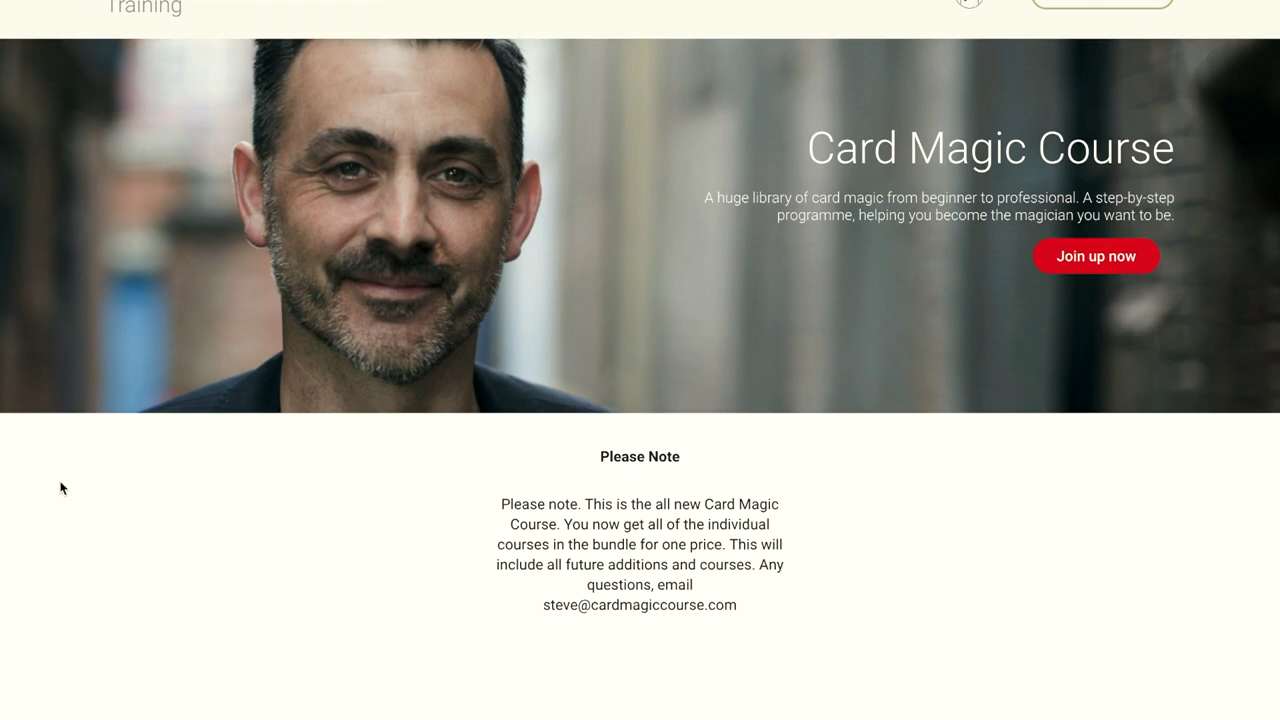 Training
Card Magic Course
A huge library of card magic from beginner to professional. A step-by-step
programme, helping you become the magician you want to be.
Join up now
Please Note
Please note. This is the all new Card Magic
Course. You now get all of the individual
courses in the bundle for one price. This will
include all future additions and courses. Any
questions, email
steve@cardmagiccourse.com